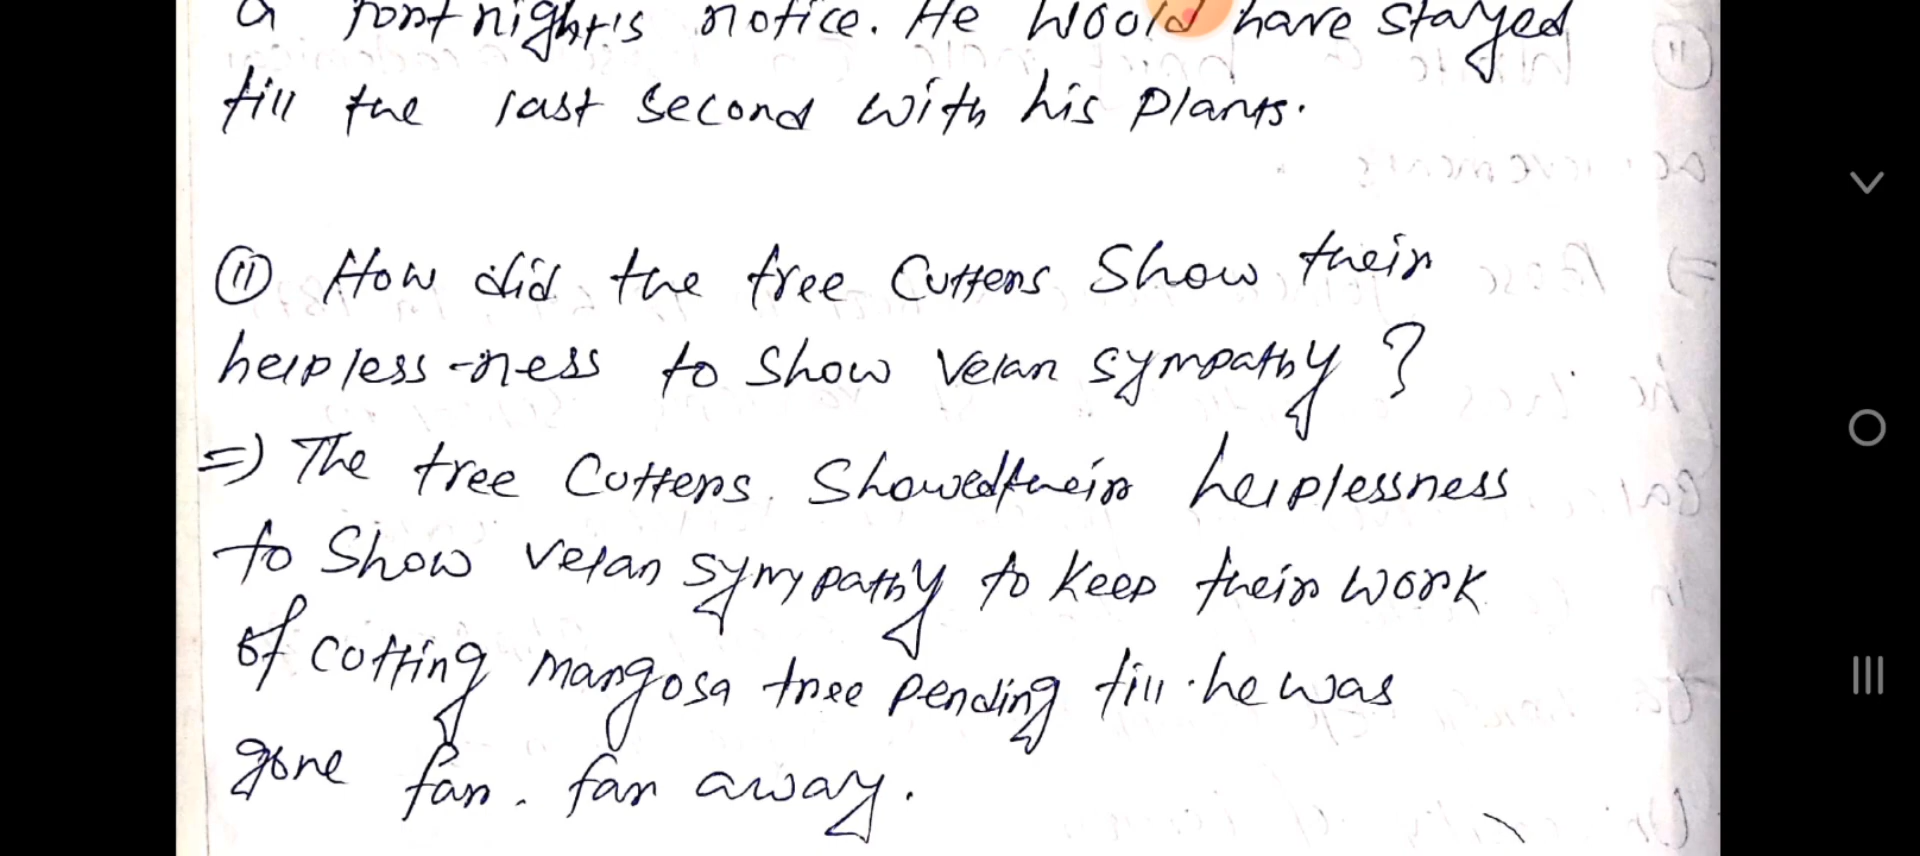 a fortnight's notice. He would have stayed
till the last second with his plants.
⑪ How did the tree Cutters Show their
helpless-ness to Show Velan sympathy?
=) The tree Cutters. Showed their helplessness
to Show velan sympathy to keep their work
of cutting mangosa tree pending till he was
gone far. far away.